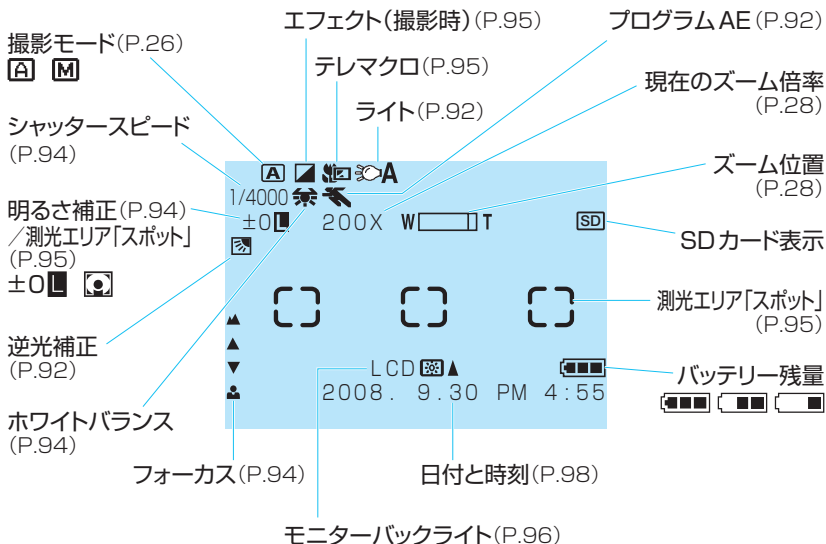 エフェクト(撮影時)(P.95)
プログラムAE(P.92)
撮影モード(P.26)
A M
テレマクロ(P.95)
現在のズーム倍率
(P.28)
ライト(P.92)
シャッタースピード
(P.94)
ズーム位置
(P.28)
A A
1/4000
明るさ補正(P.94)
/測光エリア「スポット」
(P.95)
±0L
±0L 200X W T SD
SDカード表示
測光エリア「スポット」
(P.95)
逆光補正
(P.92)
LCD
バッテリー残量
2008. 9.30 PM 4:55
ホワイトバランス
(P.94)
フォーカス(P.94)
日付と時刻(P.98)
モニターバックライト(P.96)